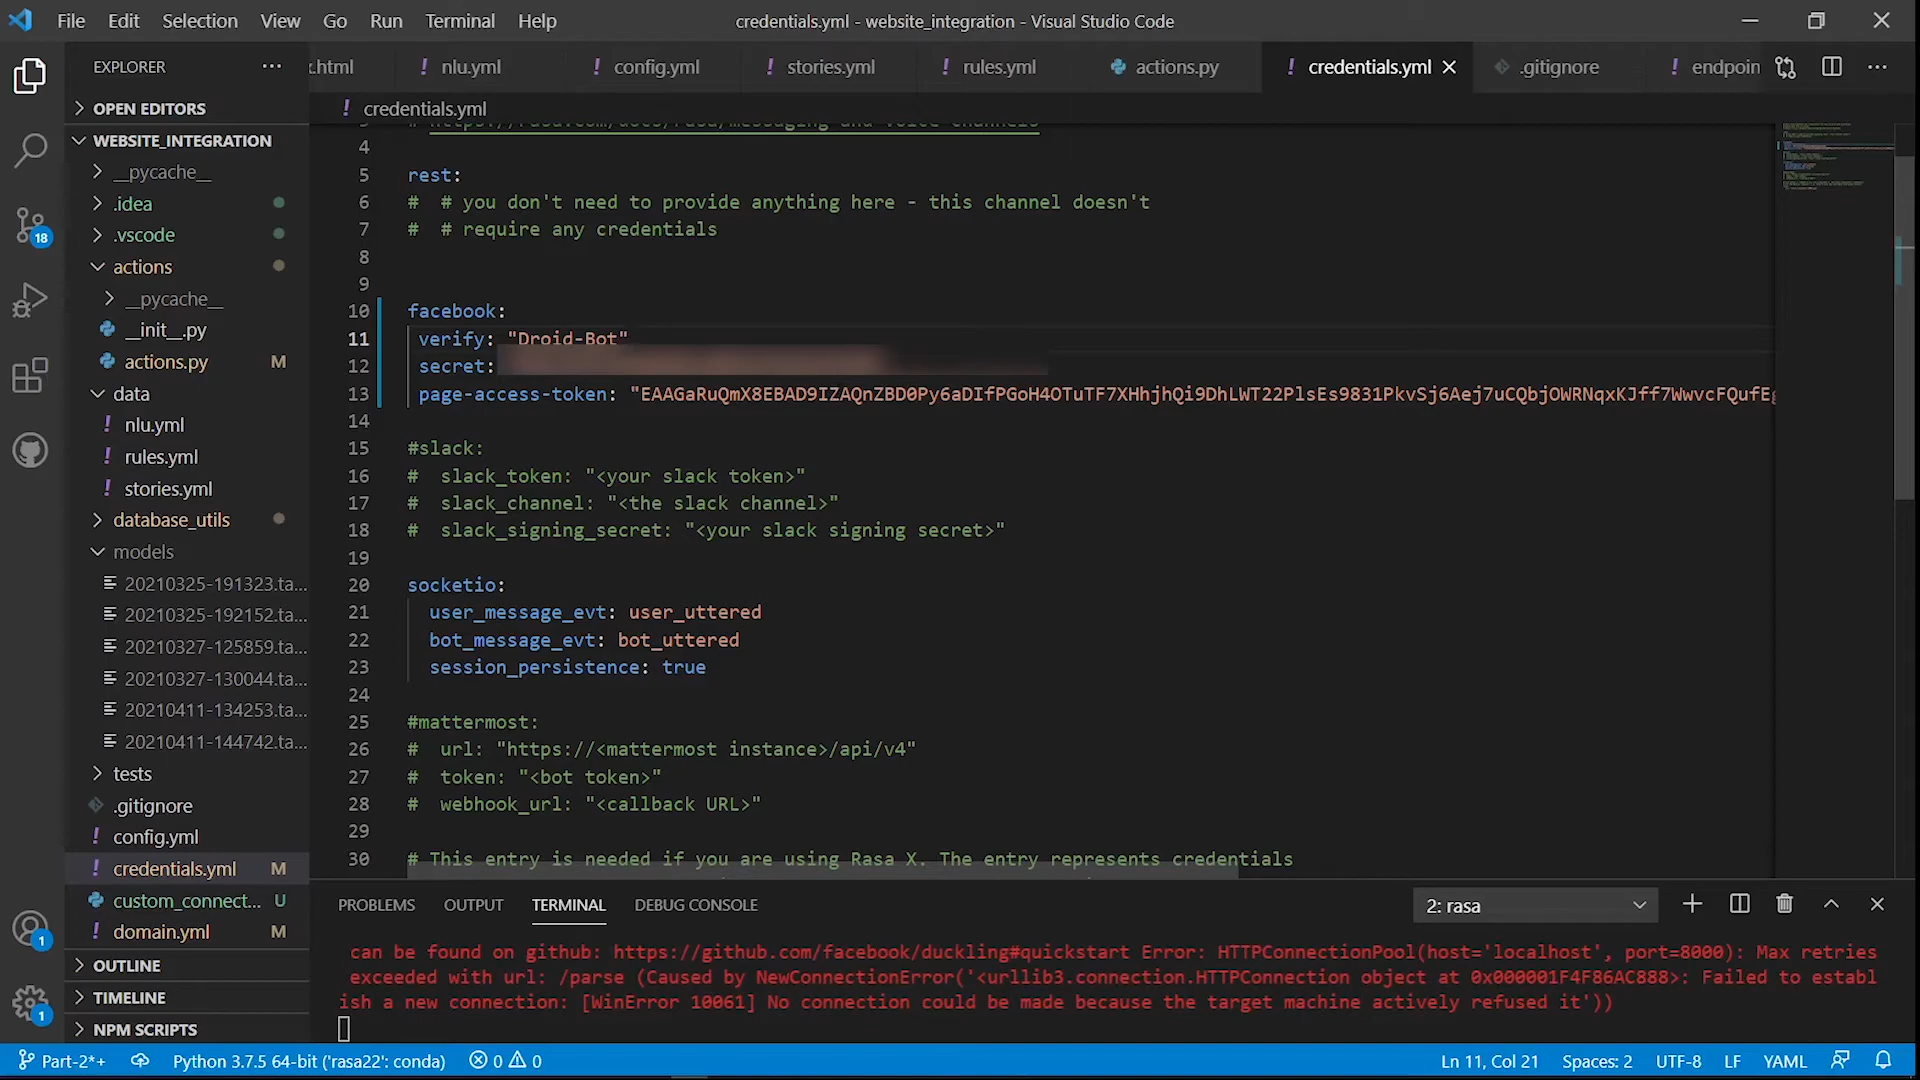 File Edit Selection View Go Run Terminal Help
credentials.yml - website_integration - Visual Studio Code
EXPLORER
OPEN EDITORS
WEBSITE_INTEGRATION
__pycache__
.idea
.vscode
actions
__pycache__
__init__.py
actions.py M
data
nlu.yml
rules.yml
stories.yml
database_utils
models
20210325-191323.ta...
20210325-192152.ta...
20210327-125859.ta...
20210327-130044.ta...
20210411-134253.ta...
20210411-144742.ta...
tests
.gitignore
config.yml
credentials.yml M
custom_connect... U
domain.yml M
OUTLINE
TIMELINE
NPM SCRIPTS
18
1
1
.html ! nlu.yml ! config.yml ! stories.yml ! rules.yml actions.py ! credentials.yml .gitignore ! endpoin
! credentials.yml
# https://rasa.com/docs/rasa/messaging-and-voice-channels
4
5 rest:
6 # # you don't need to provide anything here - this channel doesn't
7 # # require any credentials
8
9
10 facebook:
11 verify: "Droid-Bot"
12 secret:
13 page-access-token: "EAAGaRuQmX8EBAD9IZAQnZBD0Py6aDIfPGoH4OTuTF7XHhjhQi9DhLWT22PlsEs9831PkvSj6Aej7uCQbjOWRNqxKJff7WwvcFQufEg
14
15 #slack:
16 # slack_token: "<your slack token>"
17 # slack_channel: "<the slack channel>"
18 # slack_signing_secret: "<your slack signing secret>"
19
20 socketio:
21 user_message_evt: user_uttered
22 bot_message_evt: bot_uttered
23 session_persistence: true
24
25 #mattermost:
26 # url: "https://<mattermost instance>/api/v4"
27 # token: "<bot token>"
28 # webhook_url: "<callback URL>"
29
30 # This entry is needed if you are using Rasa X. The entry represents credentials
PROBLEMS OUTPUT TERMINAL DEBUG CONSOLE
2: rasa
can be found on github: https://github.com/facebook/duckling#quickstart Error: HTTPConnectionPool(host='localhost', port=8000): Max retries
exceeded with url: /parse (Caused by NewConnectionError('<urllib3.connection.HTTPConnection object at 0x000001F4F86AC888>: Failed to establ
ish a new connection: [WinError 10061] No connection could be made because the target machine actively refused it'))
Part-2*+ Python 3.7.5 64-bit ('rasa22': conda) 0 0
Ln 11, Col 21 Spaces: 2 UTF-8 LF YAML